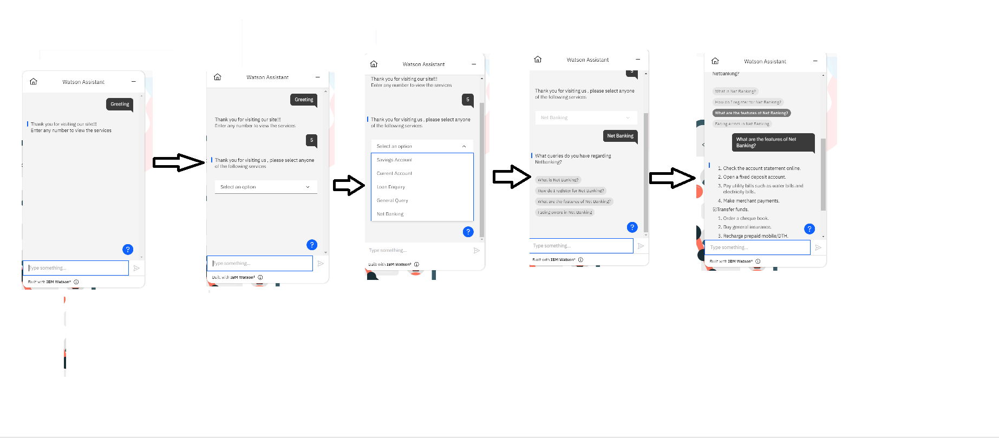 Watson Assistant
Greeting
Thank you for visiting our site!!!
Enter any number to view the services
?
Type something...
Built with IBM Watson®
Watson Assistant
Greeting
Thank you for visiting our site!!!
Enter any number to view the services
5
Thank you for visiting us , please select anyone
of the following services
Select an option
?
Type something...
Built with IBM Watson®
Watson Assistant
Thank you for visiting our site!!!
Enter any number to view the services
5
Thank you for visiting us , please select anyone
of the following services
Select an option
Savings Account
Current Account
Loan Enquiry
General Query
Net Banking
?
Type something...
Built with IBM Watson®
Watson Assistant
5
Thank you for visiting us , please select anyone
of the following services
Net Banking
Net Banking
What queries do you have regarding
Netbanking?
What is Net Banking?
How do I register for Net Banking?
What are the features of Net Banking?
Facing errors in Net Banking
?
Type something...
Built with IBM Watson®
Watson Assistant
Netbanking?
What is Net Banking?
How do I register for Net Banking?
What are the features of Net Banking?
Facing errors in Net Banking
What are the features of Net
Banking?
1. Check the account statement online.
2. Open a fixed deposit account.
3. Pay utility bills such as water bills and
electricity bills.
4. Make merchant payments.
5)Transfer funds.
1. Order a cheque book.
2. Buy general insurance.
3. Recharge prepaid mobile/DTH.
?
Type something...
Built with IBM Watson®